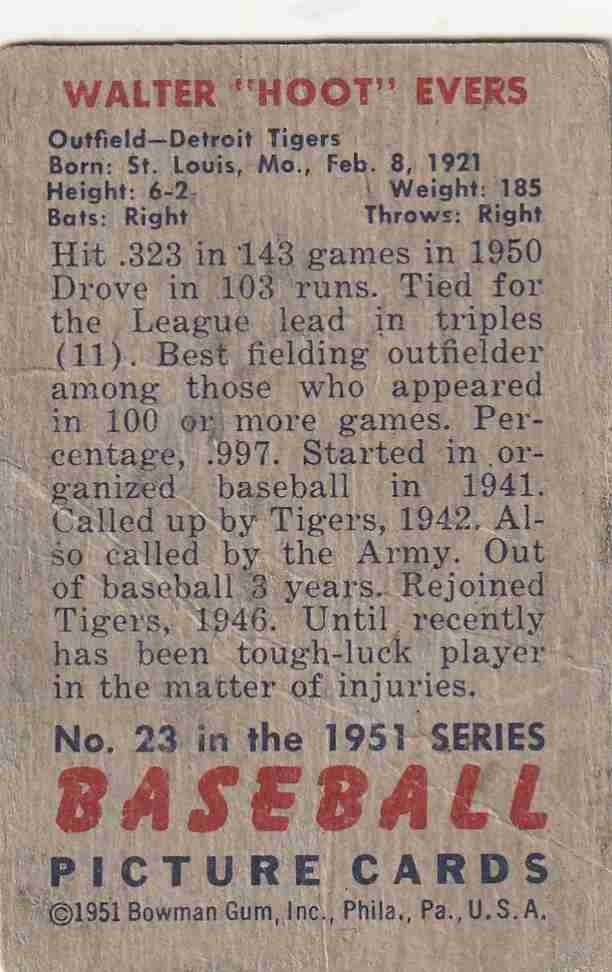 WALTER "HOOT" EVERS
Outfield—Detroit Tigers
Born: St. Louis, Mo., Feb. 8, 1921
Height: 6-2 Weight: 185
Bats: Right Throws: Right
Hit .323 in 143 games in 1950
Drove in 103 runs. Tied for
the League lead in triples
(11). Best fielding outfielder
among those who appeared
in 100 or more games. Per-
centage, .997. Started in or-
ganized baseball in 1941.
Called up by Tigers, 1942. Al-
so called by the Army. Out
of baseball 3 years. Rejoined
Tigers, 1946. Until recently
has been tough-luck player
in the matter of injuries.
No. 23 in the 1951 SERIES
BASEBALL
PICTURE CARDS
©1951 Bowman Gum, Inc., Phila., Pa., U.S.A.